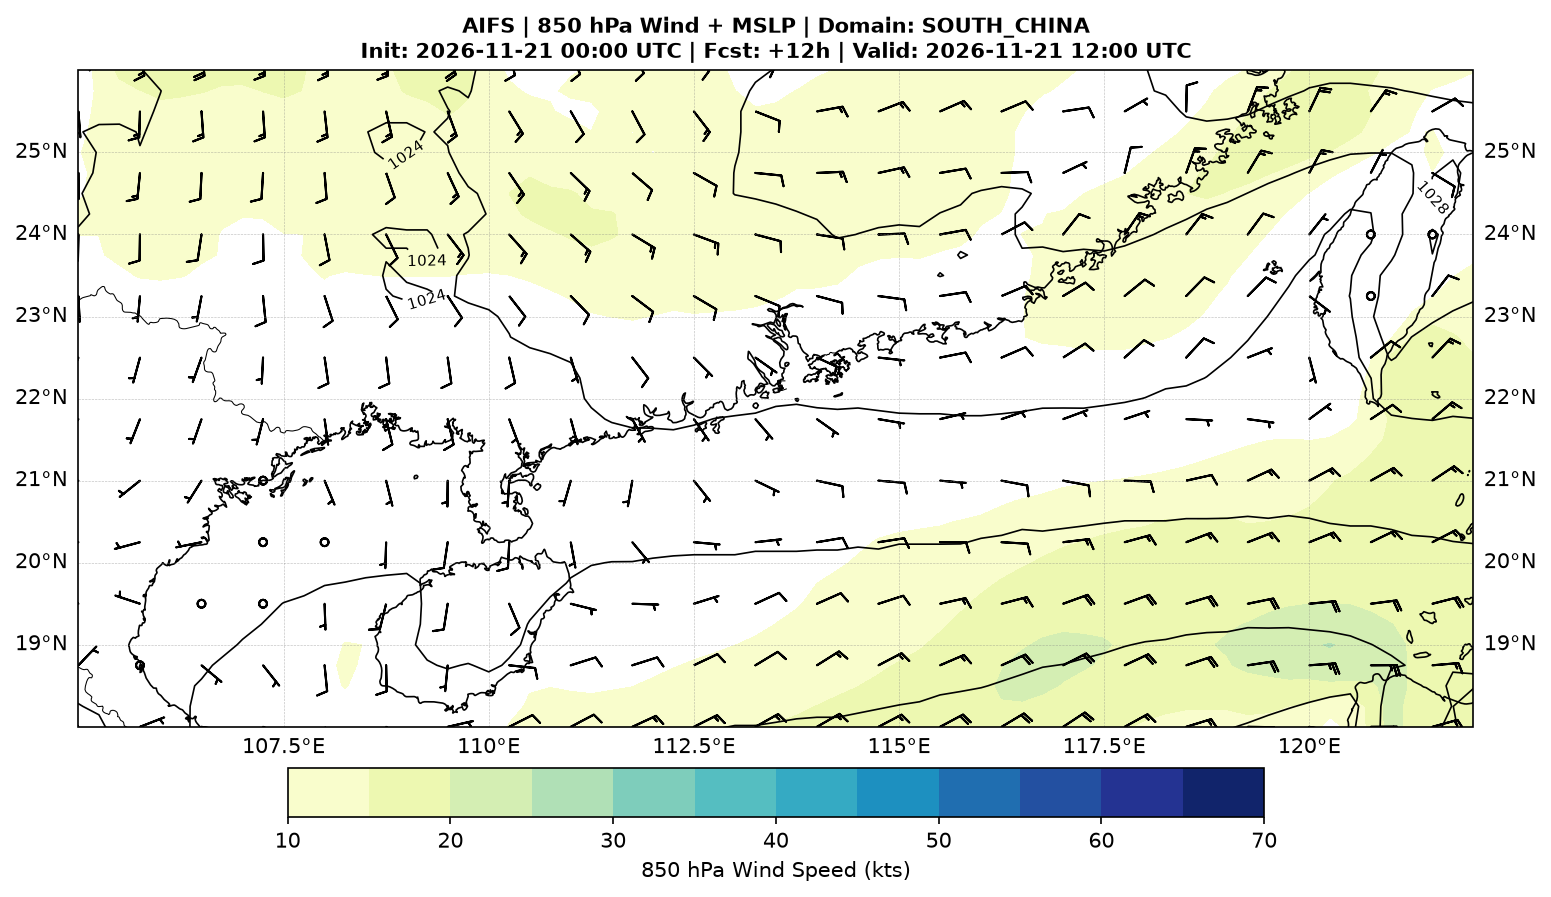 AIFS | 850 hPa Wind + MSLP | Domain: SOUTH_CHINA
Init: 2026-11-21 00:00 UTC | Fcst: +12h | Valid: 2026-11-21 12:00 UTC
25°N 25°N
24°N 24°N
23°N 23°N
22°N 22°N
21°N 21°N
20°N 20°N
19°N 19°N
1024
1028
1024
1024
107.5°E 110°E 112.5°E 115°E 117.5°E 120°E
10 20 30 40 50 60 70
850 hPa Wind Speed (kts)